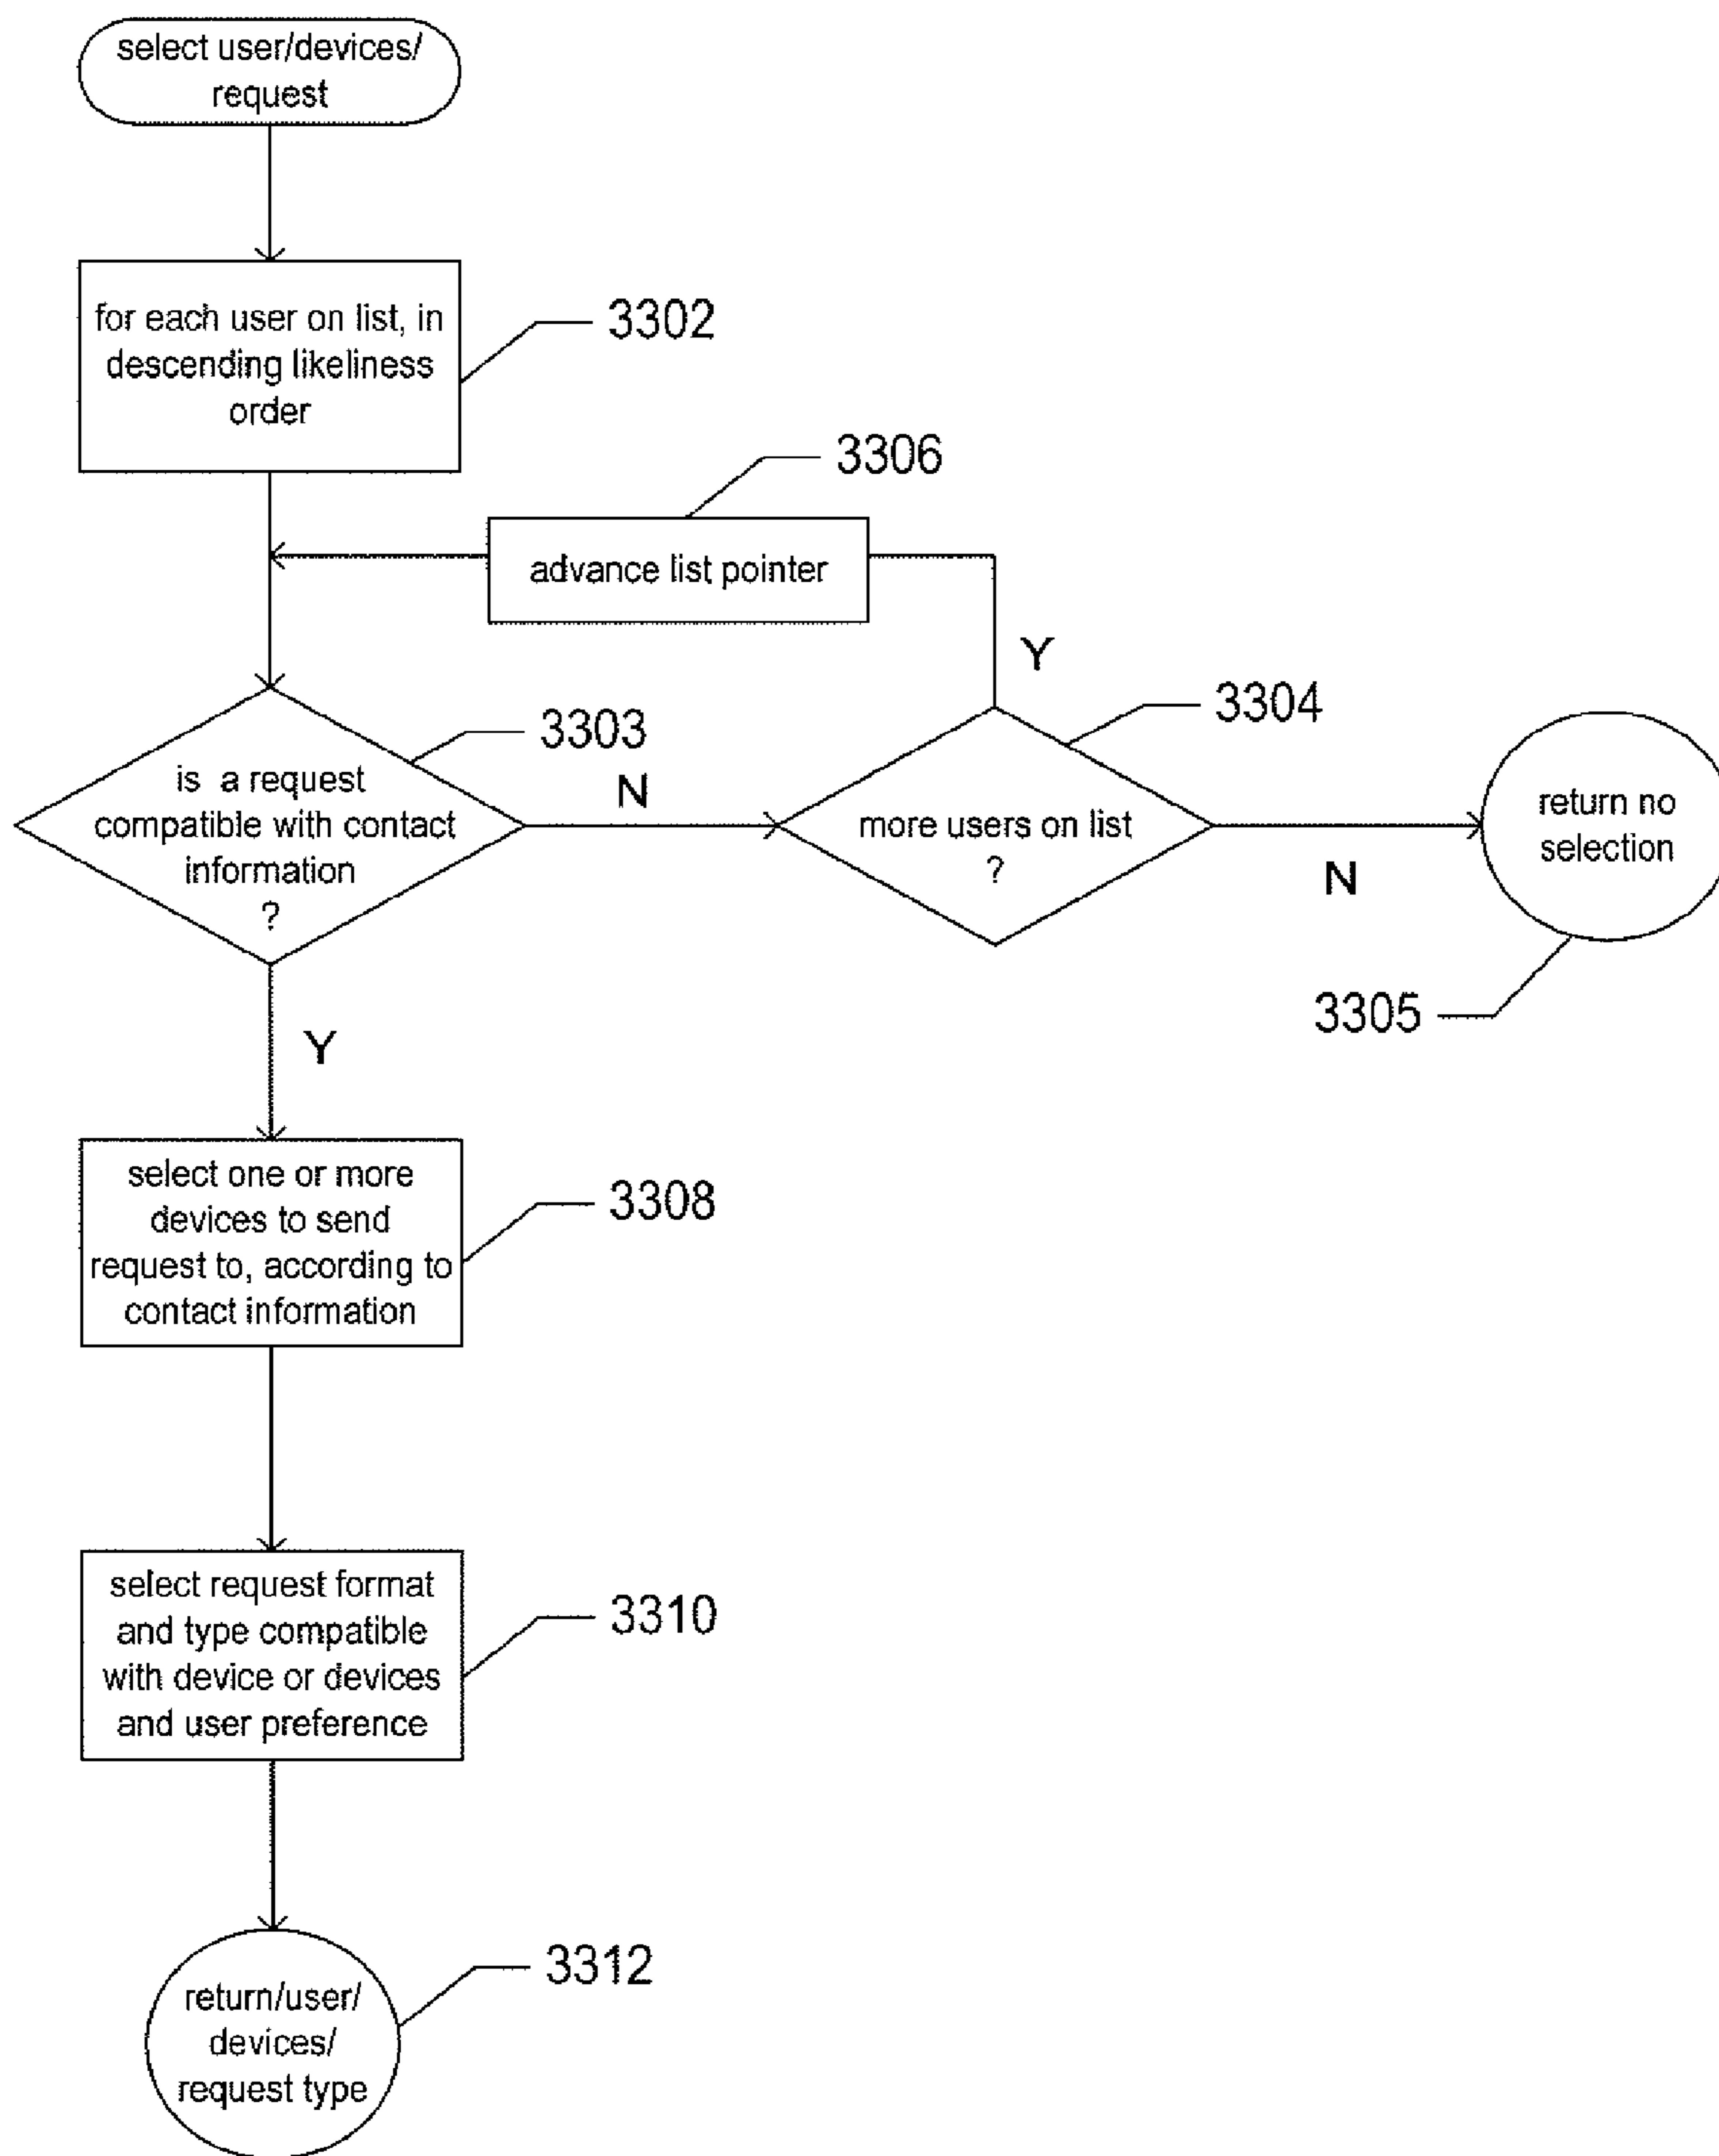 select user/devices/
request
for each user on list, in
descending likeliness
order
3302
3306
advance list pointer
Y
3303
is a request
compatible with contact
information
?
N
3304
more users on list
?
N
return no
selection
3305
Y
select one or more
devices to send
request to, according to
contact information
3308
select request format
and type compatible
with device or devices
and user preference
3310
return/user/
devices/
request type
3312